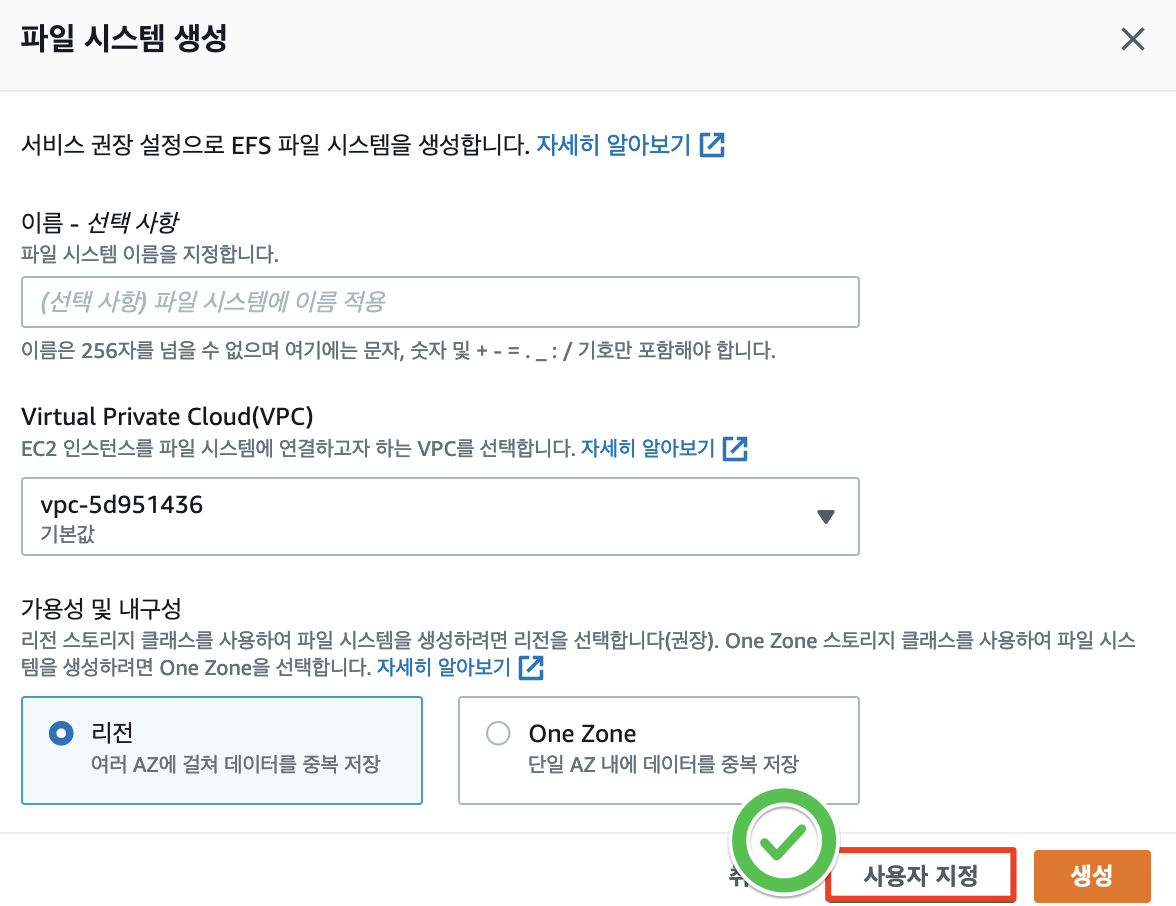 파일 시스템 생성
서비스 권장 설정으로 EFS 파일 시스템을 생성합니다. 자세히 알아보기
이름 - 선택 사항
파일 시스템 이름을 지정합니다.
(선택 사항) 파일 시스템에 이름 적용
이름은 256자를 넘을 수 없으며 여기에는 문자, 숫자 및 + - = . _ : / 기호만 포함해야 합니다.
Virtual Private Cloud(VPC)
EC2 인스턴스를 파일 시스템에 연결하고자 하는 VPC를 선택합니다. 자세히 알아보기
vpc-5d951436
기본값
가용성 및 내구성
리전 스토리지 클래스를 사용하여 파일 시스템을 생성하려면 리전을 선택합니다(권장). One Zone 스토리지 클래스를 사용하여 파일 시스
템을 생성하려면 One Zone을 선택합니다. 자세히 알아보기
리전
여러 AZ에 걸쳐 데이터를 중복 저장
One Zone
단일 AZ 내에 데이터를 중복 저장
사용자 지정
생성